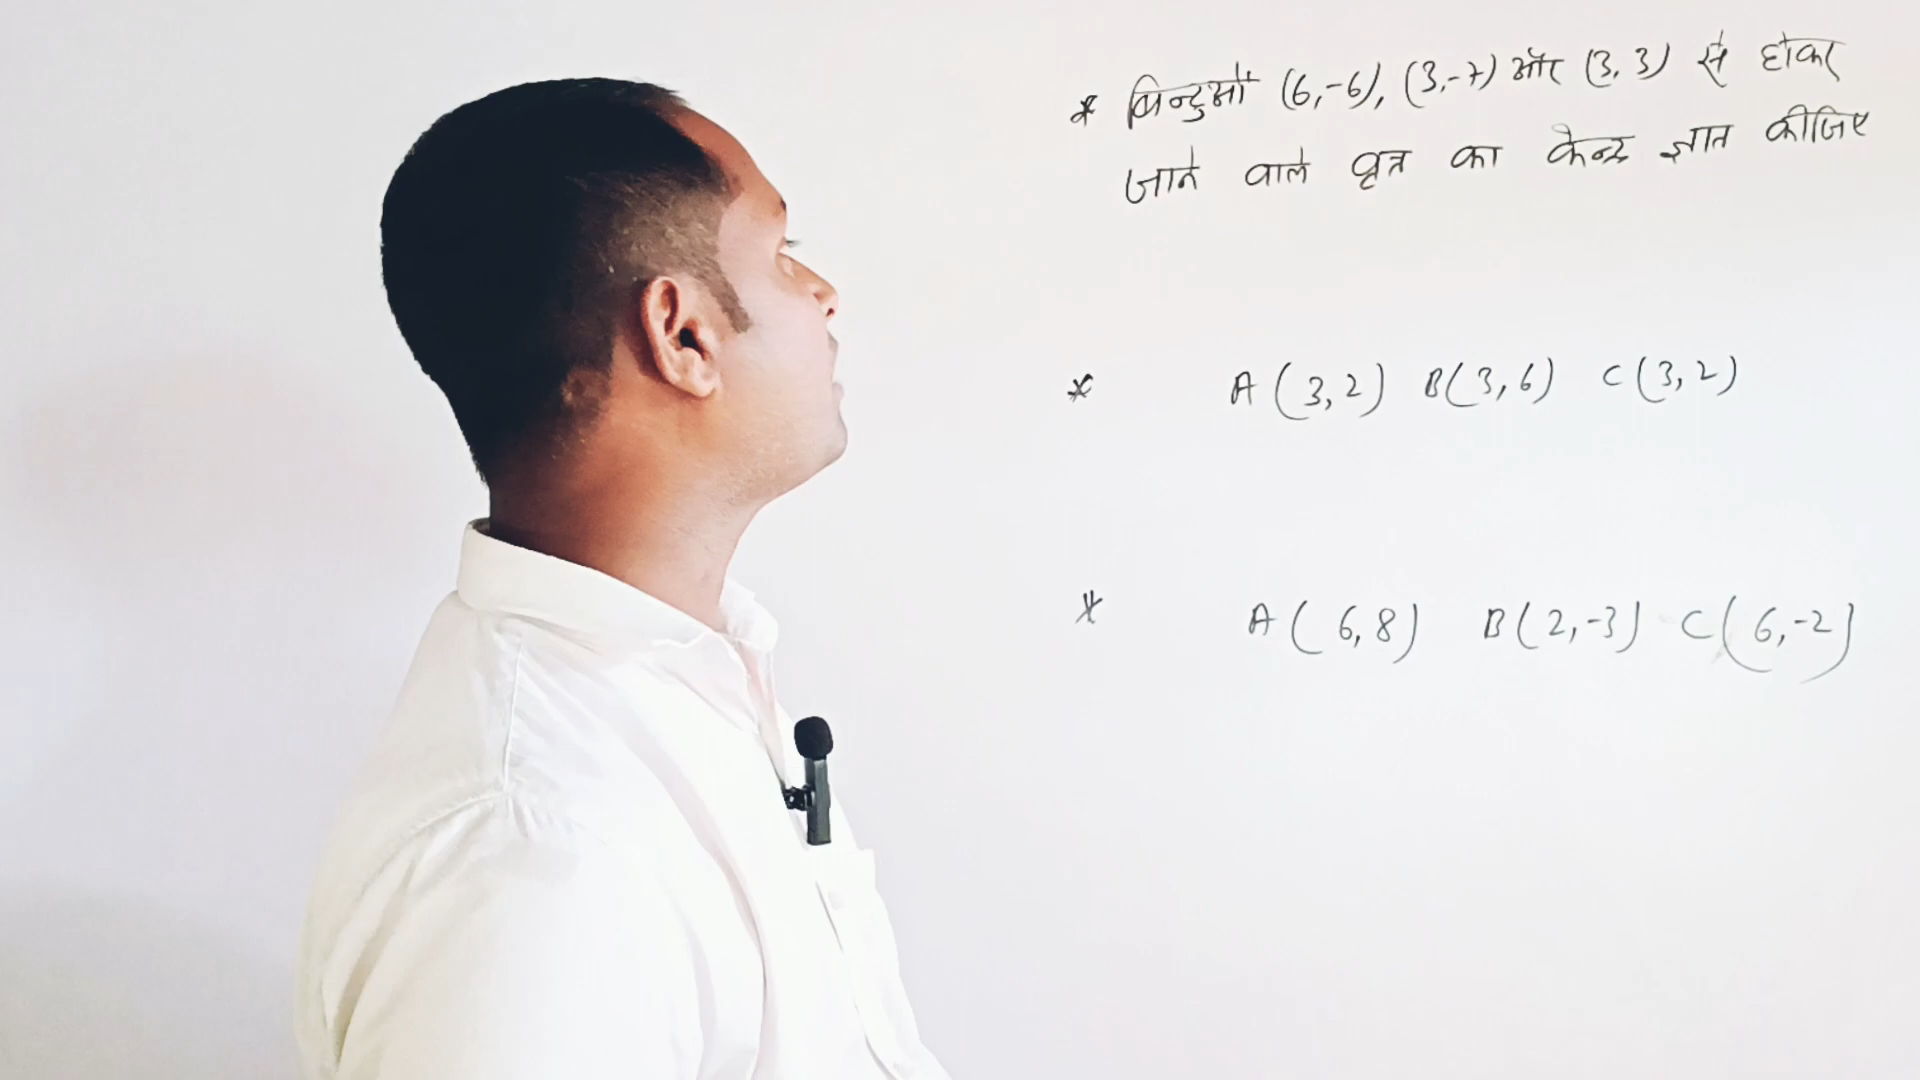 * बिन्दुओं (6,-6), (3,-7) और (3,3) से होकर
जाने वाले वृत्त का केन्द्र ज्ञात कीजिए
* A(3,2) B(3,6) C(3,2)
* A(6,8) B(2,-3) C(6,-2)